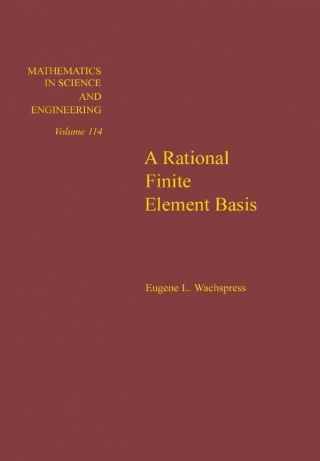 MATHEMATICS
IN SCIENCE
AND
ENGINEERING
Volume 114
A Rational
Finite
Element Basis
Eugene L. Wachspress